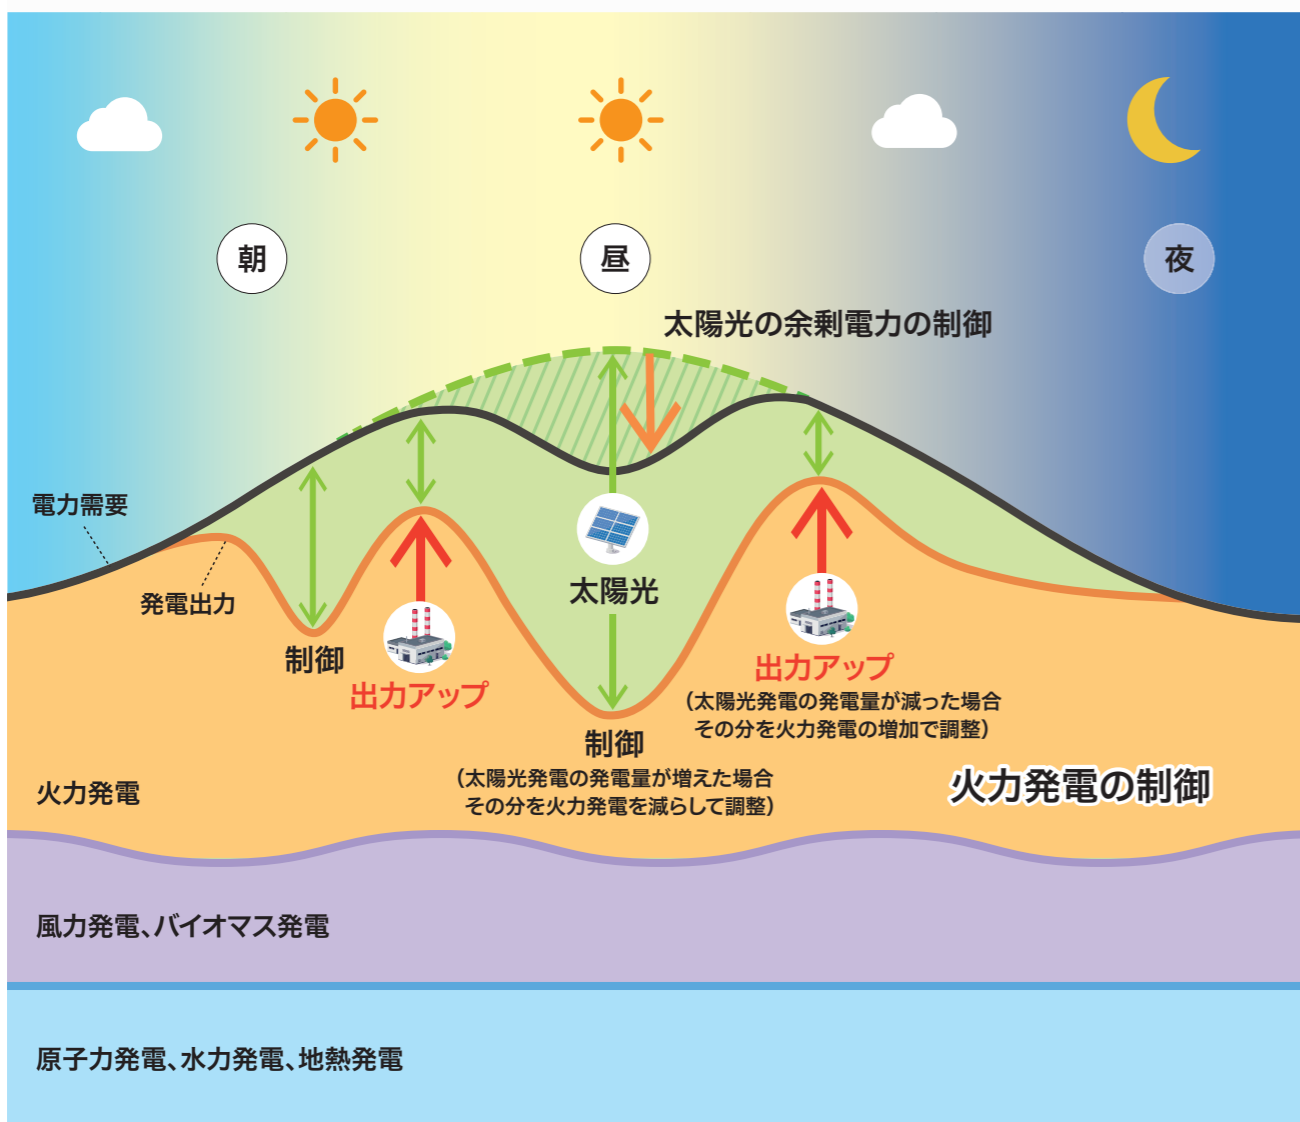 朝
昼
夜
太陽光の余剰電力の制御
電力需要
発電出力
太陽光
制御
出力アップ
出力アップ
（太陽光発電の発電量が減った場合
その分を火力発電の増加で調整）
制御
（太陽光発電の発電量が増えた場合
その分を火力発電を減らして調整）
火力発電
火力発電の制御
風力発電、バイオマス発電
原子力発電、水力発電、地熱発電